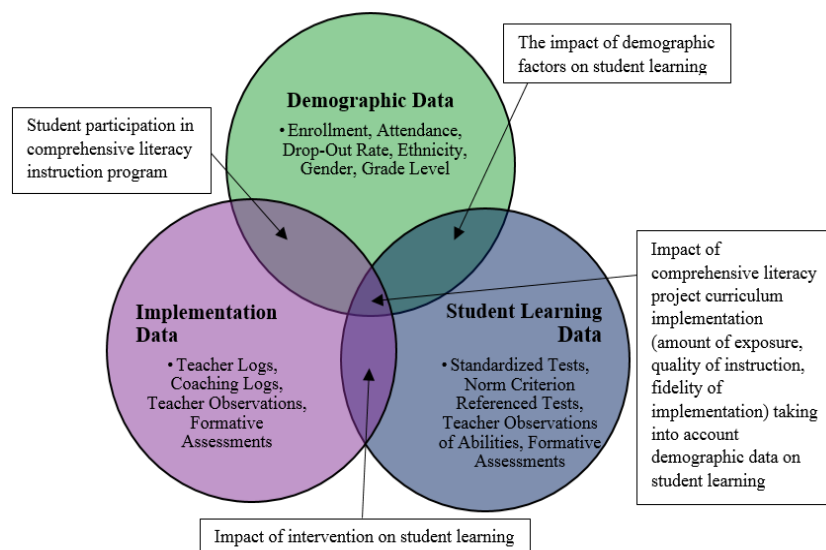 The impact of demographic
factors on student learning
Demographic Data
•Enrollment, Attendance,
Drop-Out Rate, Ethnicity,
Gender, Grade Level
Student participation in
comprehensive literacy
instruction program
Implementation
Data
•Teacher Logs,
Coaching Logs,
Teacher Observations,
Formative
Assessments
Student Learning
Data
•Standardized Tests,
Norm Criterion
Referenced Tests,
Teacher Observations
of Abilities, Formative
Assessments
Impact of
comprehensive literacy
project curriculum
implementation
(amount of exposure,
quality of instruction,
fidelity of
implementation) taking
into account
demographic data on
student learning
Impact of intervention on student learning